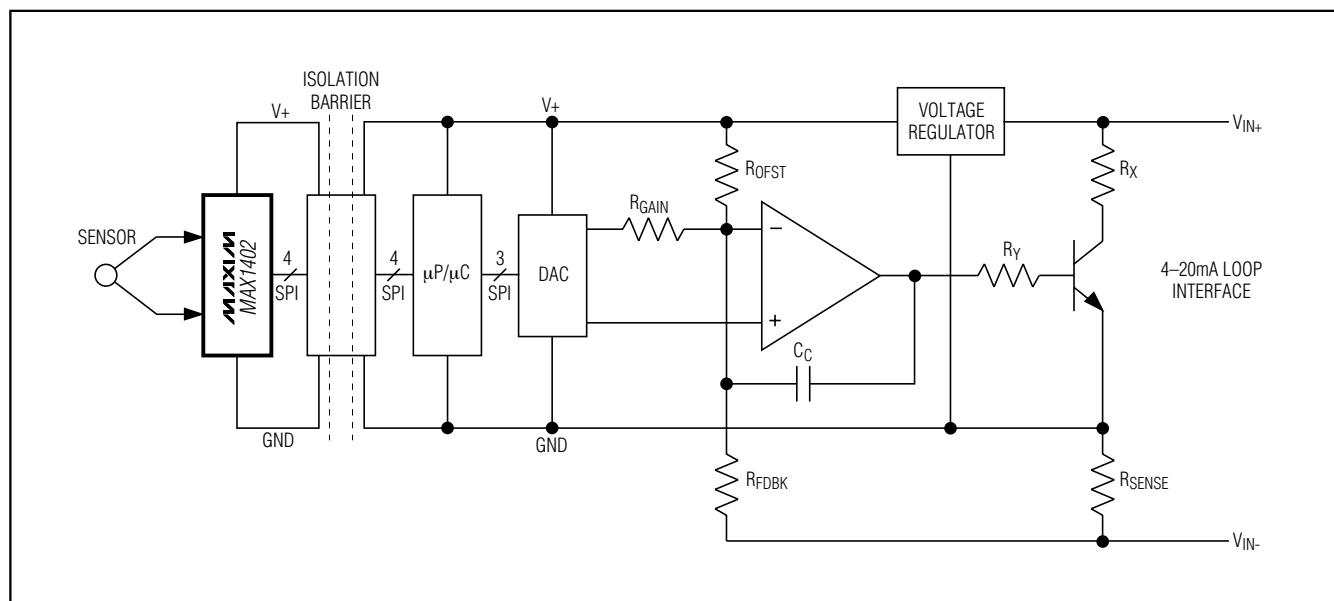 ISOLATION
BARRIER
V+
V+
VOLTAGE
REGULATOR
VIN+
ROFST
RX
RGAIN
SENSOR
MAXIM
MAX1402
4
SPI
4
SPI
µP/µC
3
SPI
DAC
−
+
RY
4–20mA LOOP
INTERFACE
CC
GND
GND
RFDBK
RSENSE
VIN-